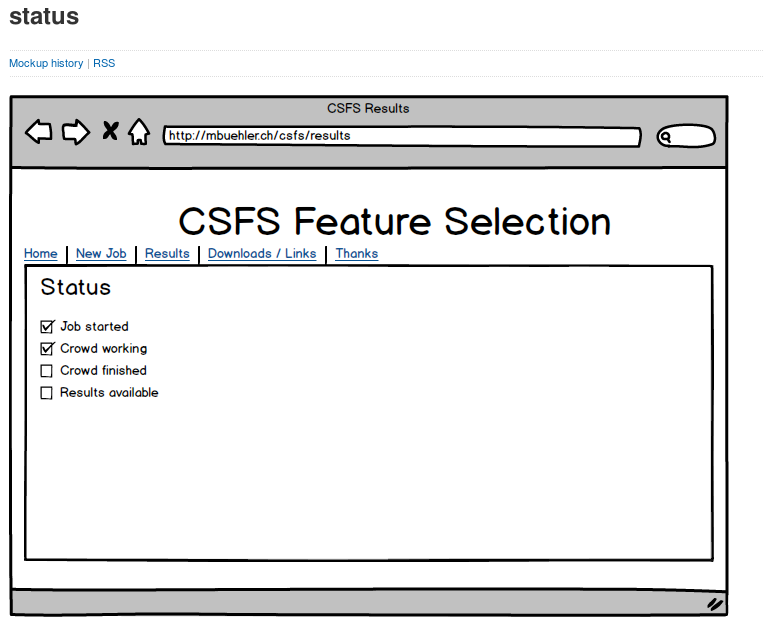 status
Mockup history | RSS
CSFS Results
http://mbuehler.ch/csfs/results
CSFS Feature Selection
Home | New Job | Results | Downloads / Links | Thanks
Status
Job started
Crowd working
Crowd finished
Results available